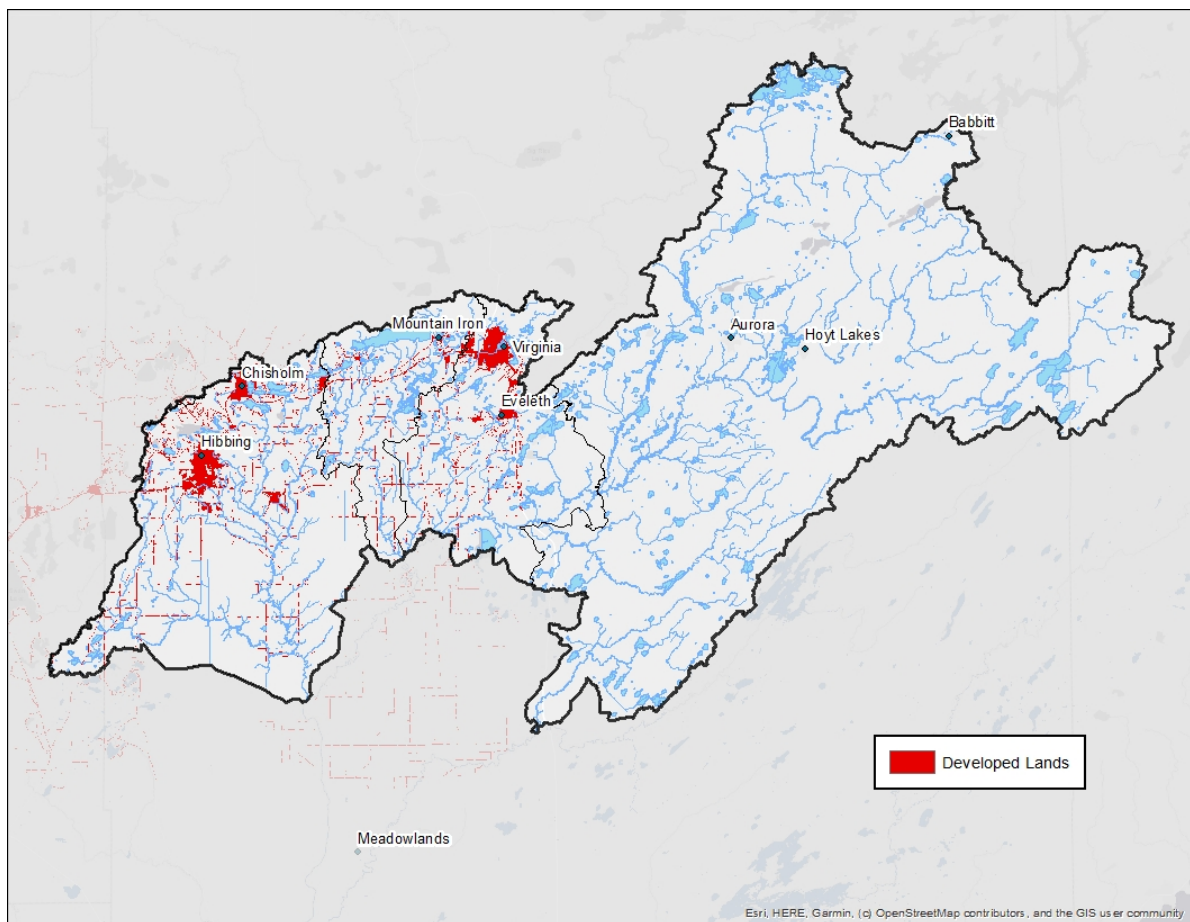 Babbitt
Mountain Iron
Virginia
Aurora
Hoyt Lakes
Chisholm
Eveleth
Hibbing
Developed Lands
Meadowlands
Esri, HERE, Garmin, (c) OpenStreetMap contributors, and the GIS user community